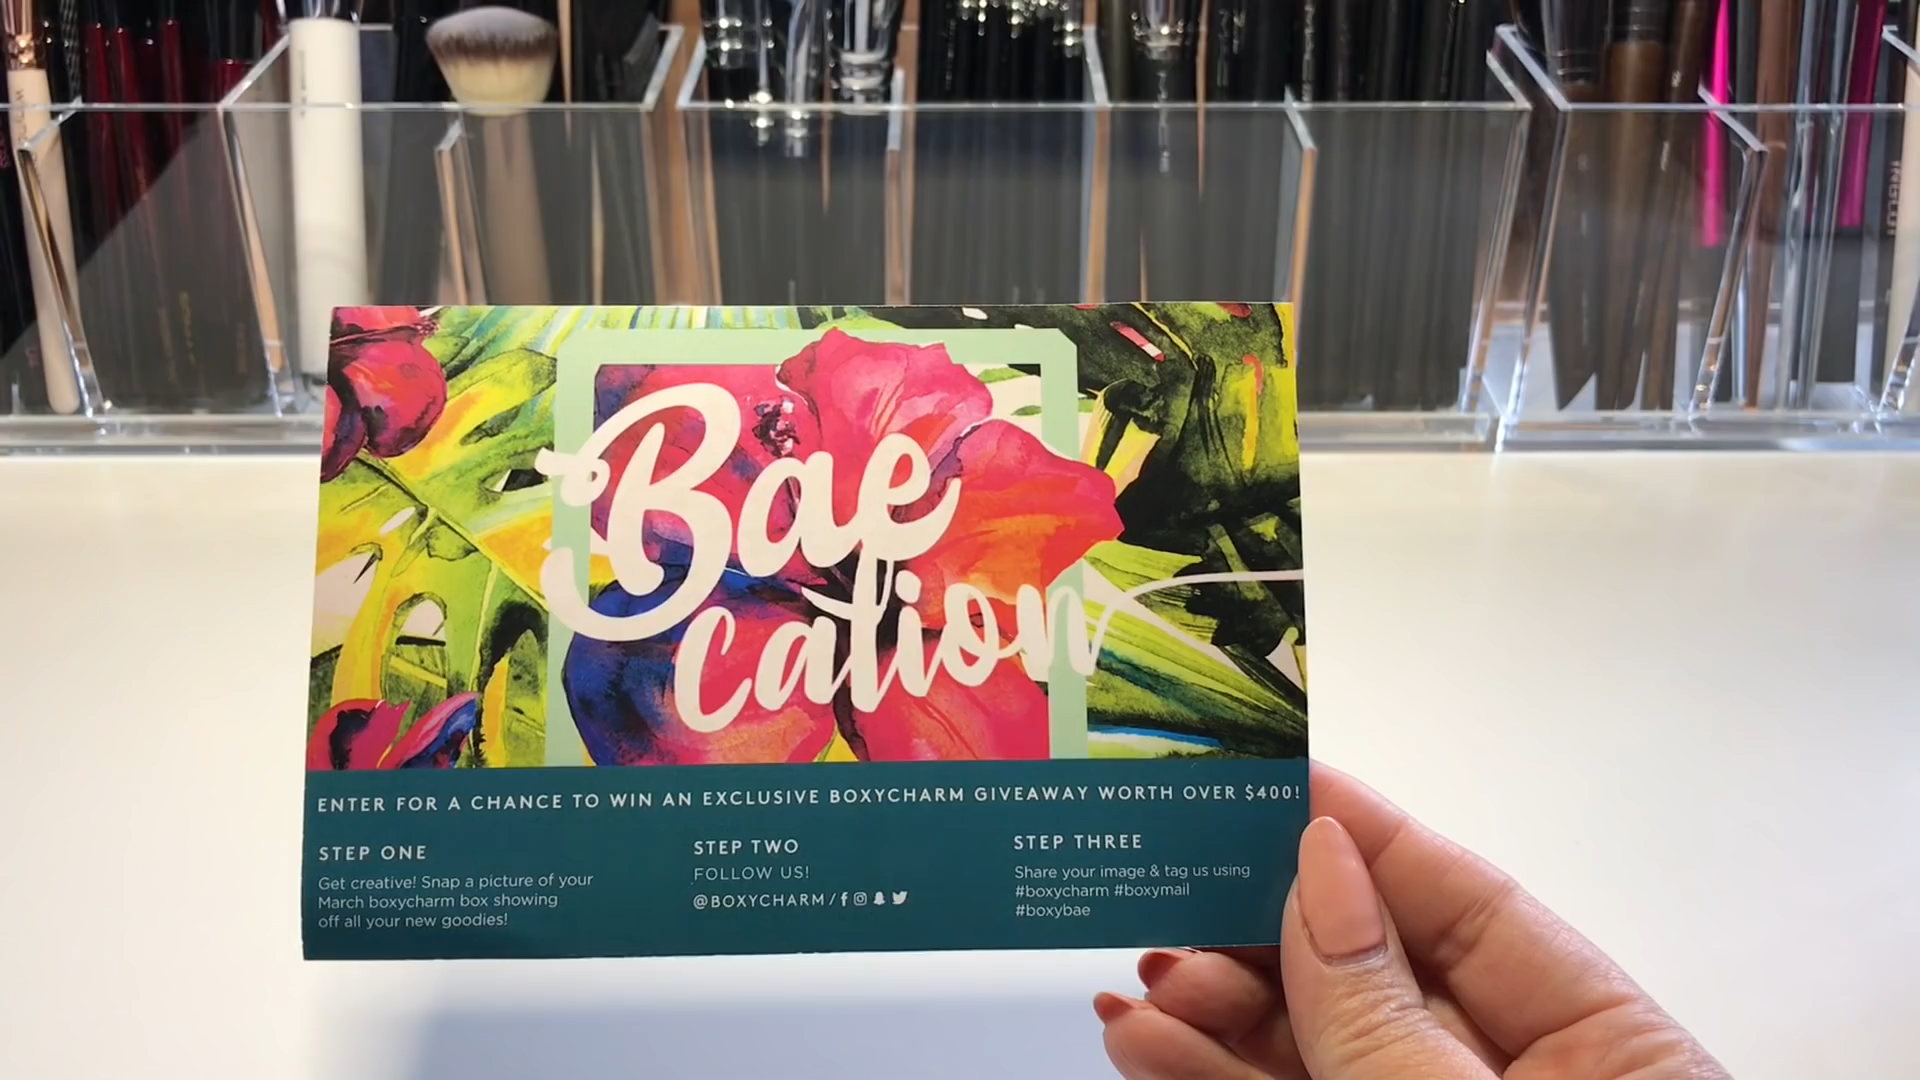 Bae
Cation
ENTER FOR A CHANCE TO WIN AN EXCLUSIVE BOXYCHARM GIVEAWAY WORTH OVER $400!
STEP ONE
Get creative! Snap a picture of your
March boxycharm box showing
off all your new goodies!
STEP TWO
FOLLOW US!
@BOXYCHARM/
STEP THREE
Share your image & tag us using
#boxycharm #boxymail
#boxybae